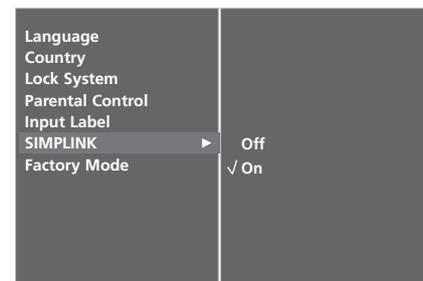 Language
Country
Lock System
Parental Control
Input Label
SIMPLINK ►
Factory Mode
Off
√ On